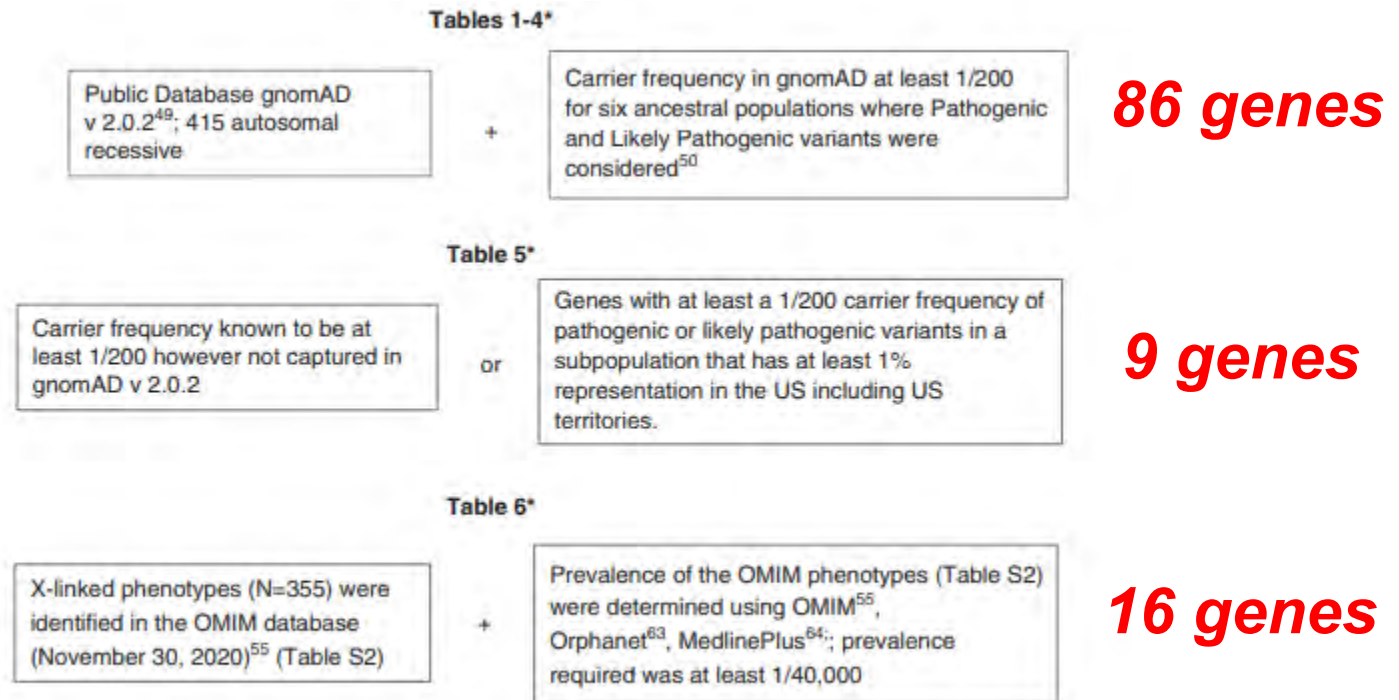 Tables 1-4*
Public Database gnomAD
v 2.0.249; 415 autosomal
recessive
+
Carrier frequency in gnomAD at least 1/200
for six ancestral populations where Pathogenic
and Likely Pathogenic variants were
considered50
86 genes
Table 5*
Carrier frequency known to be at
least 1/200 however not captured in
gnomAD v 2.0.2
or
Genes with at least a 1/200 carrier frequency of
pathogenic or likely pathogenic variants in a
subpopulation that has at least 1%
representation in the US including US
territories.
9 genes
Table 6*
X-linked phenotypes (N=355) were
identified in the OMIM database
(November 30, 2020)55 (Table S2)
+
Prevalence of the OMIM phenotypes (Table S2)
were determined using OMIM55,
Orphanet63, MedlinePlus64;; prevalence
required was at least 1/40,000
16 genes